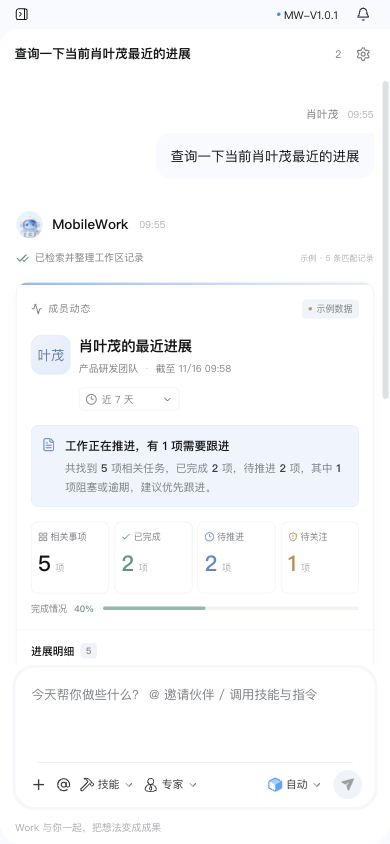 MW-V1.0.1
查询一下当前肖叶茂最近的进展
2
肖叶茂 09:55
查询一下当前肖叶茂最近的进展
MobileWork 09:55
已检索并整理工作区记录
示例 · 5 条匹配记录
成员动态
示例数据
叶茂
肖叶茂的最近进展
产品研发团队 · 截至 11/16 09:58
近 7 天
工作正在推进，有 1 项需要跟进
共找到 5 项相关任务，已完成 2 项，待推进 2 项，其中 1
项阻塞或逾期，建议优先跟进。
相关事项 已完成 待推进 待关注
5 项 2 项 2 项 1 项
完成情况 40%
进展明细 5
今天帮你做些什么？ @ 邀请伙伴 / 调用技能与指令
技能 专家 自动
Work 与你一起，把想法变成成果